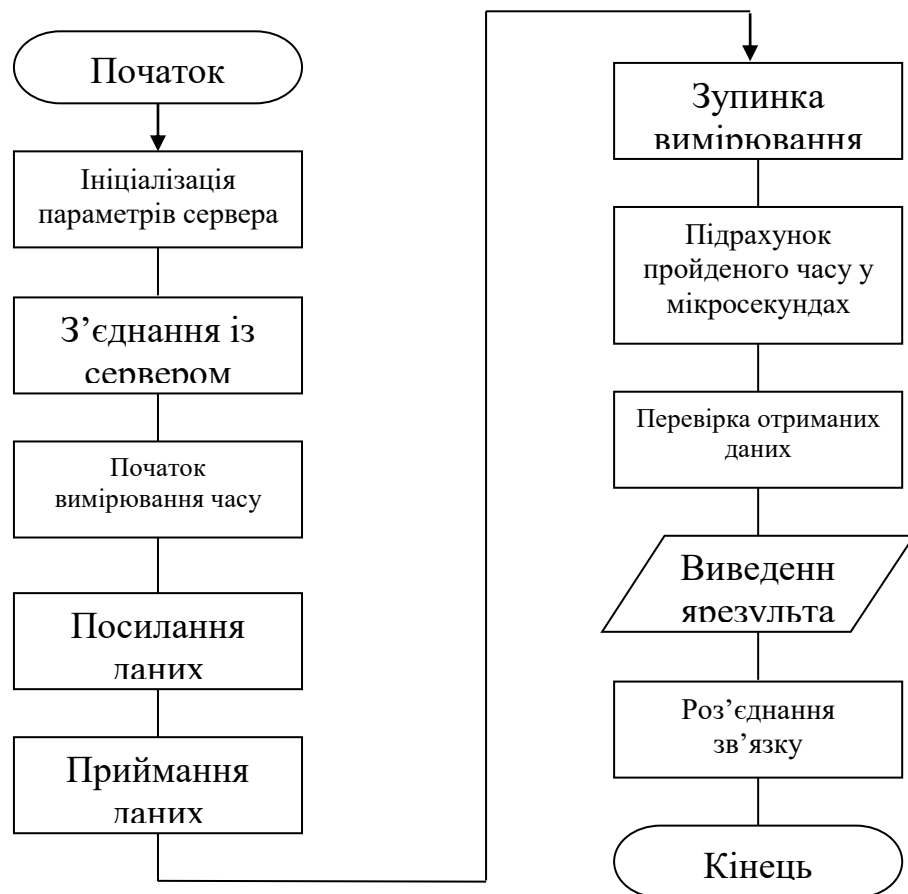 Початок
Ініціалізація
параметрів сервера
З’єднання із
сервером
Початок
вимірювання часу
Посилання
даних
Приймання
даних
Зупинка
вимірювання
Підрахунок
пройденого часу у
мікросекундах
Перевірка отриманих
даних
Виведенн
ярезульта
Роз’єднання
зв’язку
Кінець